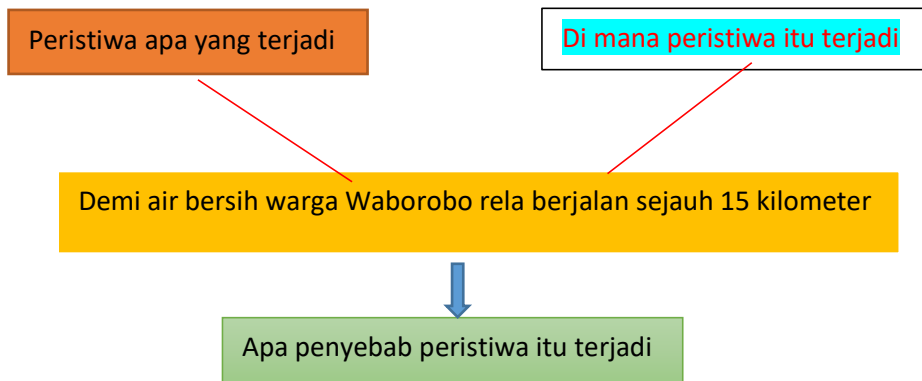 Peristiwa apa yang terjadi
Di mana peristiwa itu terjadi
Demi air bersih warga Waborobo rela berjalan sejauh 15 kilometer
Apa penyebab peristiwa itu terjadi